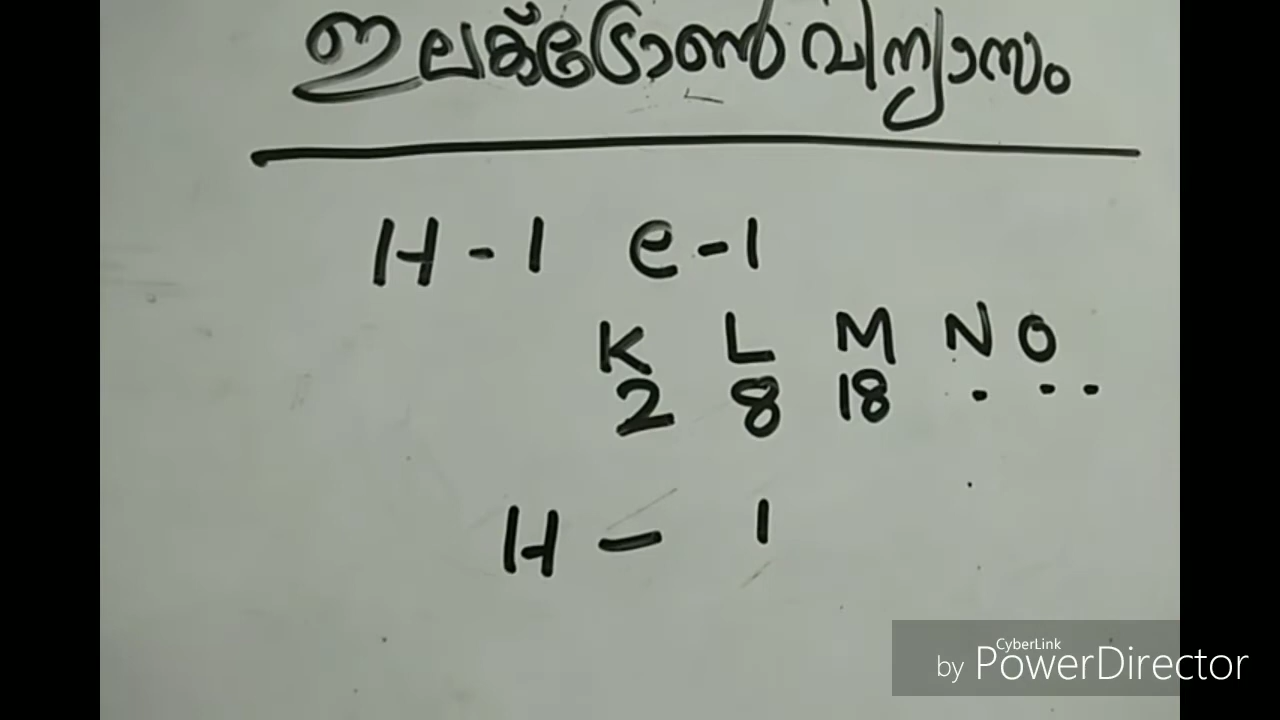 ഇലക്ട്രോൺ വിന്യാസം
H - 1 e - 1
K L M N O
2 8 18 . . .
H - 1
CyberLink
by PowerDirector